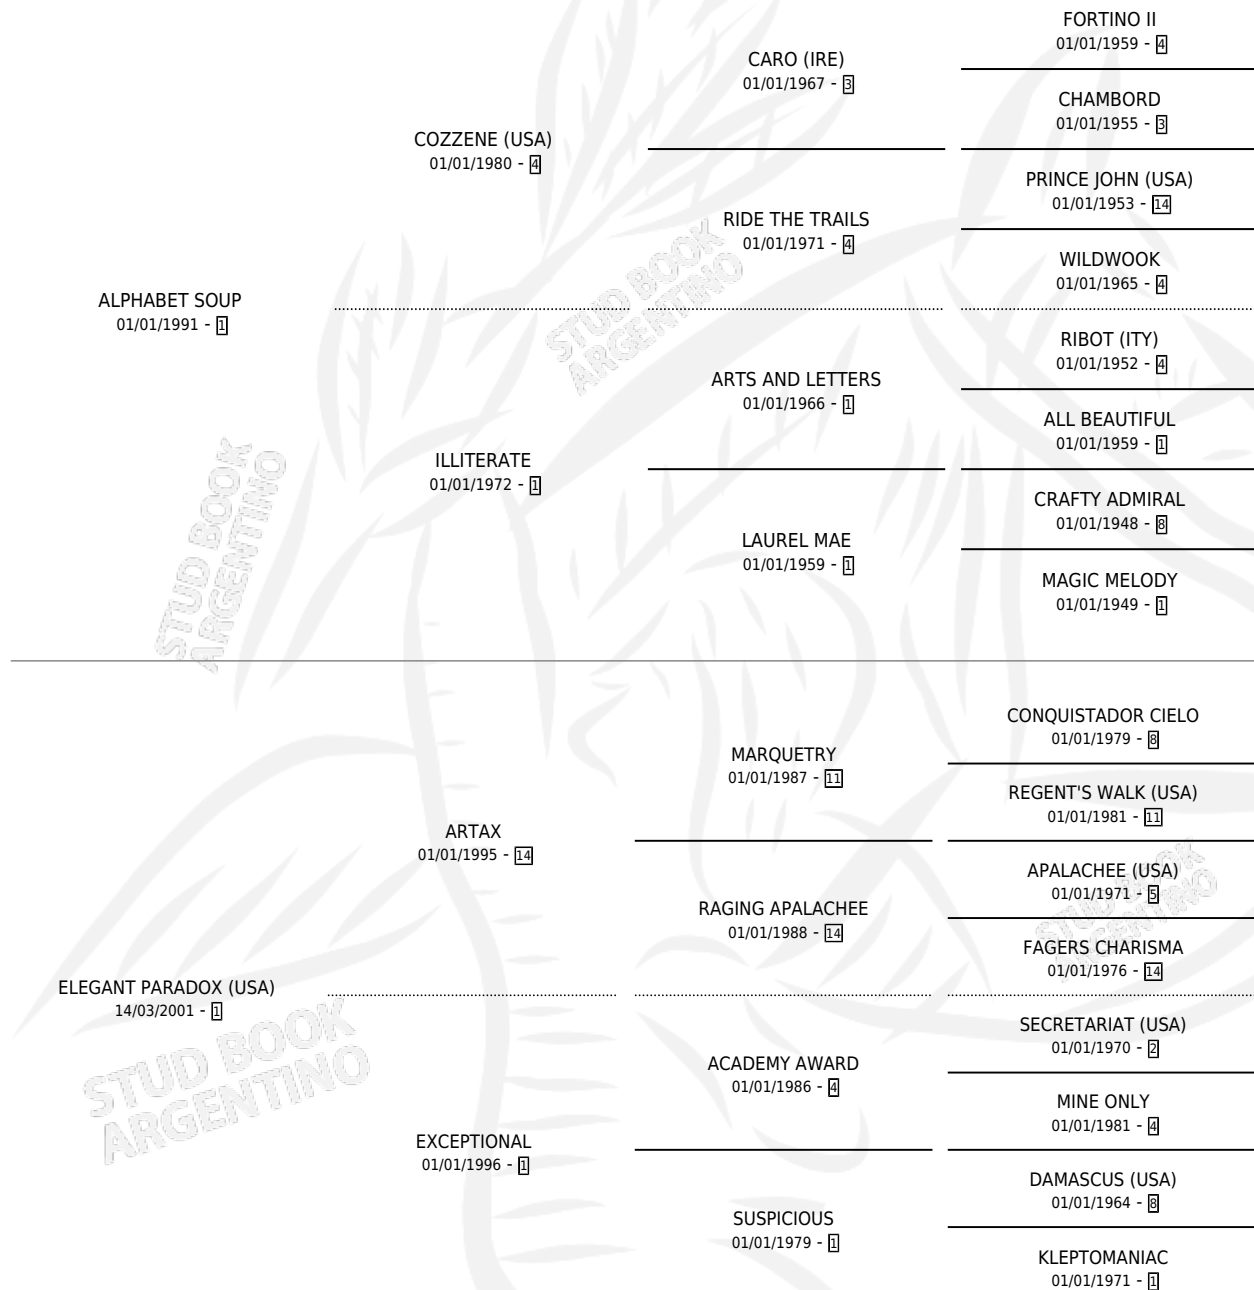 FORTINO II
01/01/1959 - 4
CARO (IRE)
01/01/1967 - 3
CHAMBORD
01/01/1955 - 3
COZZENE (USA)
01/01/1980 - 4
PRINCE JOHN (USA)
01/01/1953 - 14
RIDE THE TRAILS
01/01/1971 - 4
WILDWOOK
01/01/1965 - 4
ALPHABET SOUP
01/01/1991 - 1
RIBOT (ITY)
01/01/1952 - 4
ARTS AND LETTERS
01/01/1966 - 1
ALL BEAUTIFUL
01/01/1959 - 1
ILLITERATE
01/01/1972 - 1
CRAFTY ADMIRAL
01/01/1948 - 8
LAUREL MAE
01/01/1959 - 1
MAGIC MELODY
01/01/1949 - 1
CONQUISTADOR CIELO
01/01/1979 - 8
MARQUETRY
01/01/1987 - 11
REGENT'S WALK (USA)
01/01/1981 - 11
ARTAX
01/01/1995 - 14
APALACHEE (USA)
01/01/1971 - 5
RAGING APALACHEE
01/01/1988 - 14
FAGERS CHARISMA
01/01/1976 - 14
ELEGANT PARADOX (USA)
14/03/2001 - 1
SECRETARIAT (USA)
01/01/1970 - 2
ACADEMY AWARD
01/01/1986 - 4
MINE ONLY
01/01/1981 - 4
EXCEPTIONAL
01/01/1996 - 1
DAMASCUS (USA)
01/01/1964 - 8
SUSPICIOUS
01/01/1979 - 1
KLEPTOMANIAC
01/01/1971 - 1
STUD BOOK
ARGENTINO
STUD BOOK
ARGENTINO
STUD BOOK
ARGENTINO
STUD BOOK
ARGENTINO